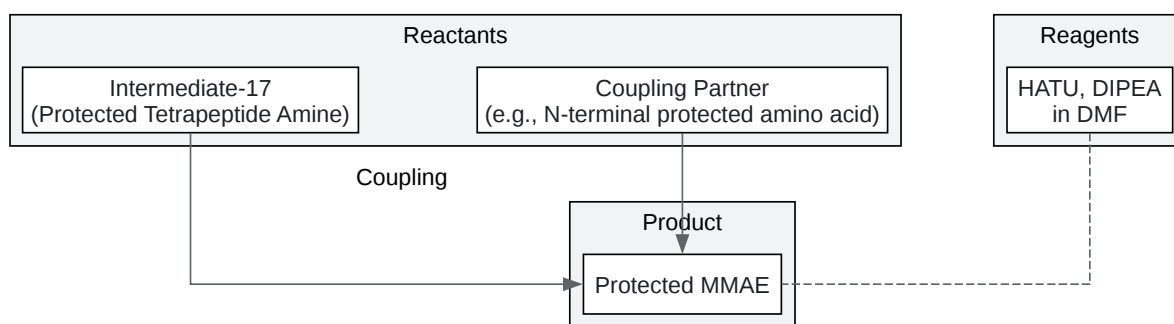 Reactants
Intermediate-17
(Protected Tetrapeptide Amine)
Coupling Partner
(e.g., N-terminal protected amino acid)
Reagents
HATU, DIPEA
in DMF
Coupling
Product
Protected MMAE